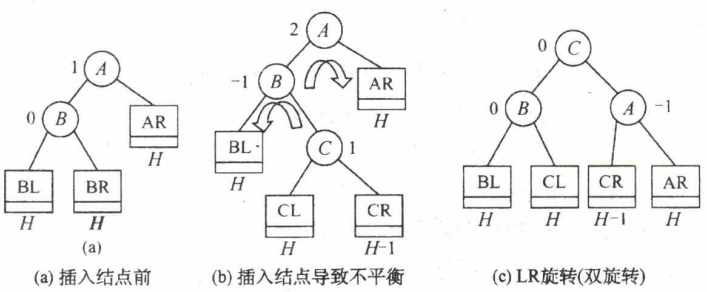 1 A
0 B
AR
H
BL BR
H H
(a)
(a) 插入结点前
2 A
-1 B
AR
H
BL
H
C 1
CL CR
H H-1
(b) 插入结点导致不平衡
0 C
0 B A -1
BL CL CR AR
H H H-1 H
(c) LR旋转(双旋转)